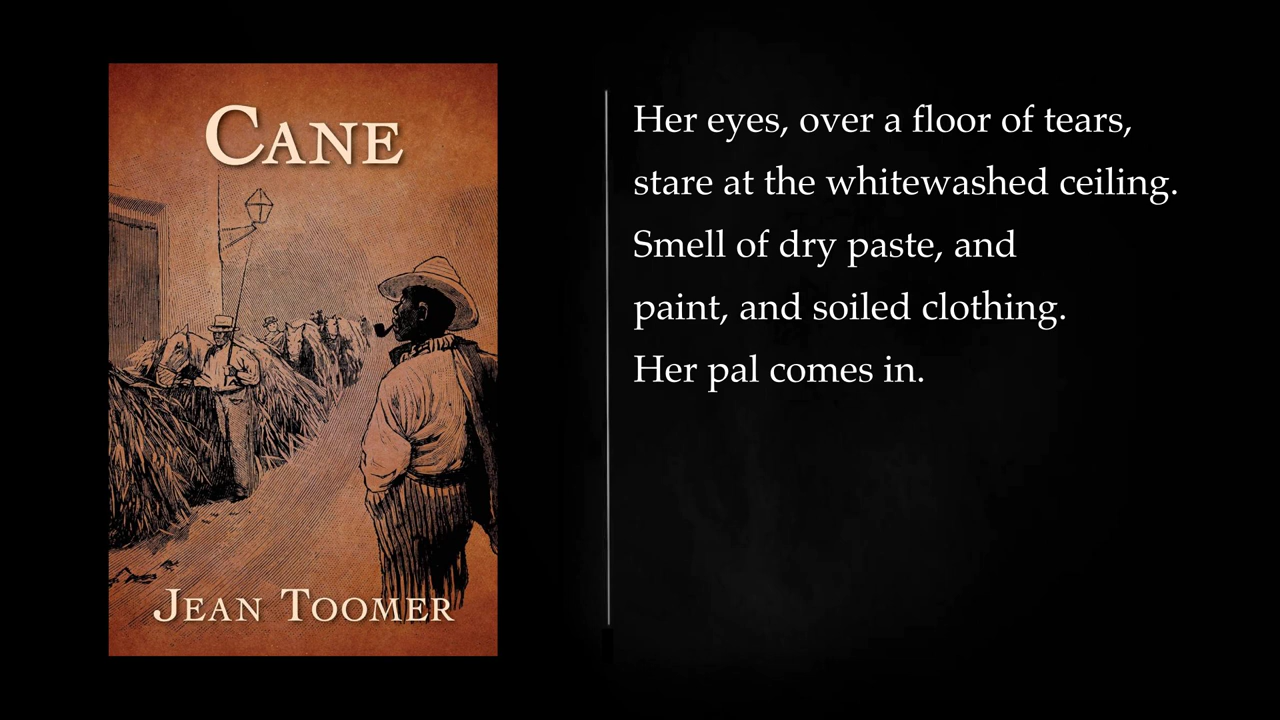 CANE
JEAN TOOMER
Her eyes, over a floor of tears,
stare at the whitewashed ceiling.
Smell of dry paste, and
paint, and soiled clothing.
Her pal comes in.